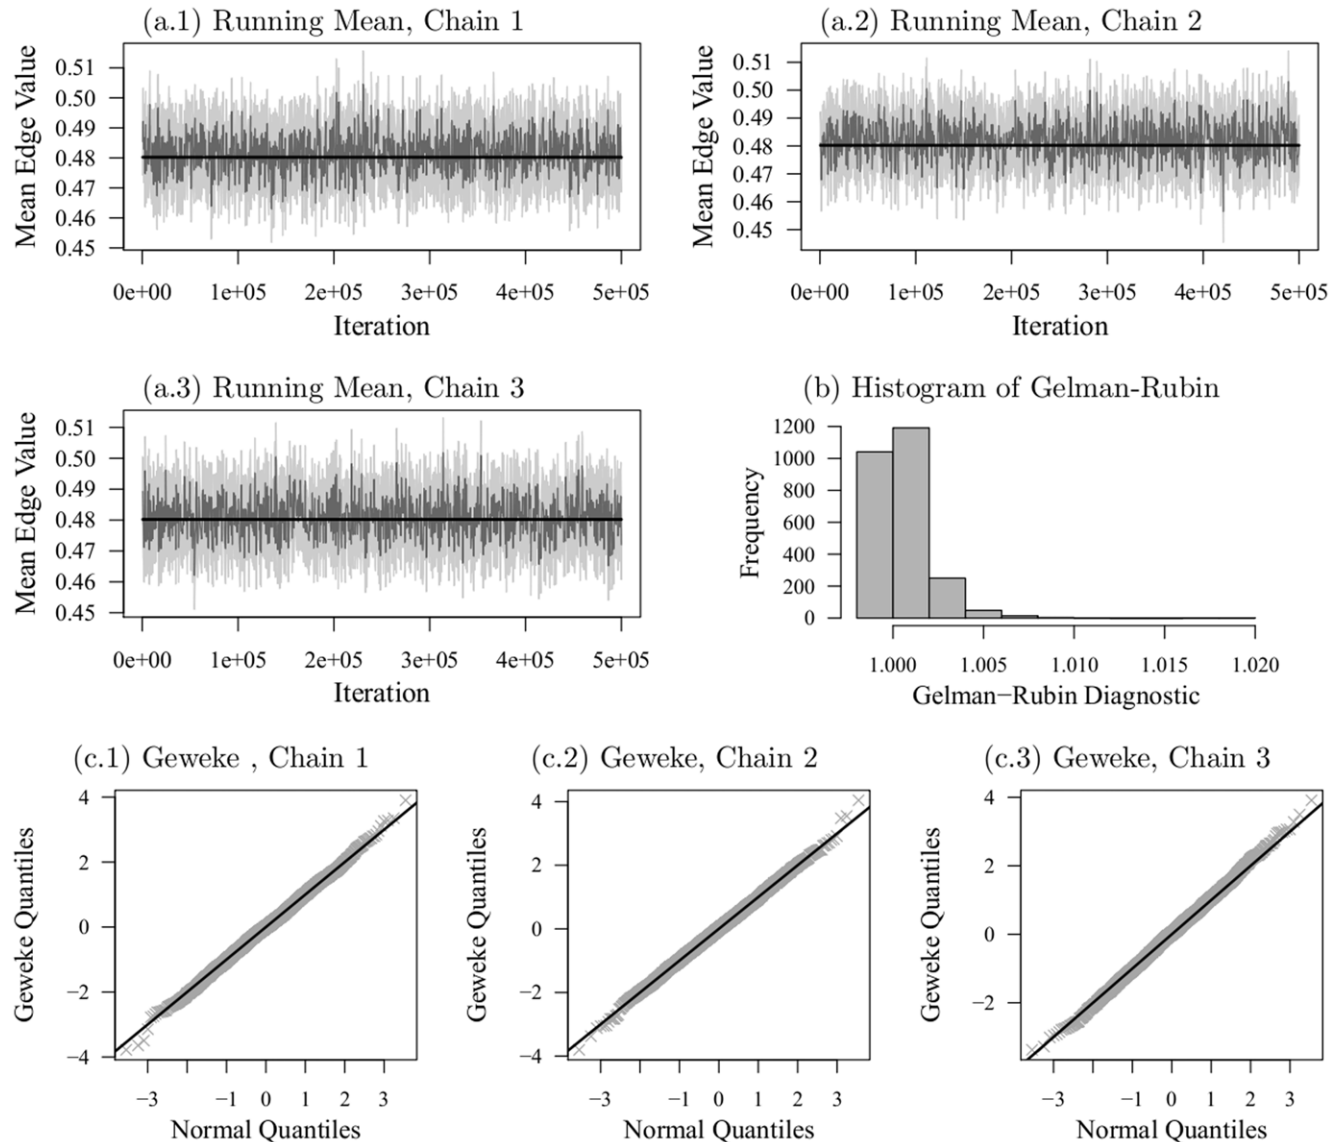 (a.1) Running Mean, Chain 1
Mean Edge Value
0.51
0.50
0.49
0.48
0.47
0.46
0.45
0e+00 1e+05 2e+05 3e+05 4e+05 5e+05
Iteration
(a.2) Running Mean, Chain 2
Mean Edge Value
0.51
0.50
0.49
0.48
0.47
0.46
0.45
0e+00 1e+05 2e+05 3e+05 4e+05 5e+05
Iteration
(a.3) Running Mean, Chain 3
Mean Edge Value
0.51
0.50
0.49
0.48
0.47
0.46
0.45
0e+00 1e+05 2e+05 3e+05 4e+05 5e+05
Iteration
(b) Histogram of Gelman-Rubin
Frequency
1200
1000
800
600
400
200
0
1.000 1.005 1.010 1.015 1.020
Gelman−Rubin Diagnostic
(c.1) Geweke , Chain 1
Geweke Quantiles
4
2
0
−2
−4
−3 −1 0 1 2 3
Normal Quantiles
(c.2) Geweke, Chain 2
Geweke Quantiles
4
2
0
−2
−4
−3 −1 0 1 2 3
Normal Quantiles
(c.3) Geweke, Chain 3
Geweke Quantiles
4
2
0
−2
−3 −1 0 1 2 3
Normal Quantiles